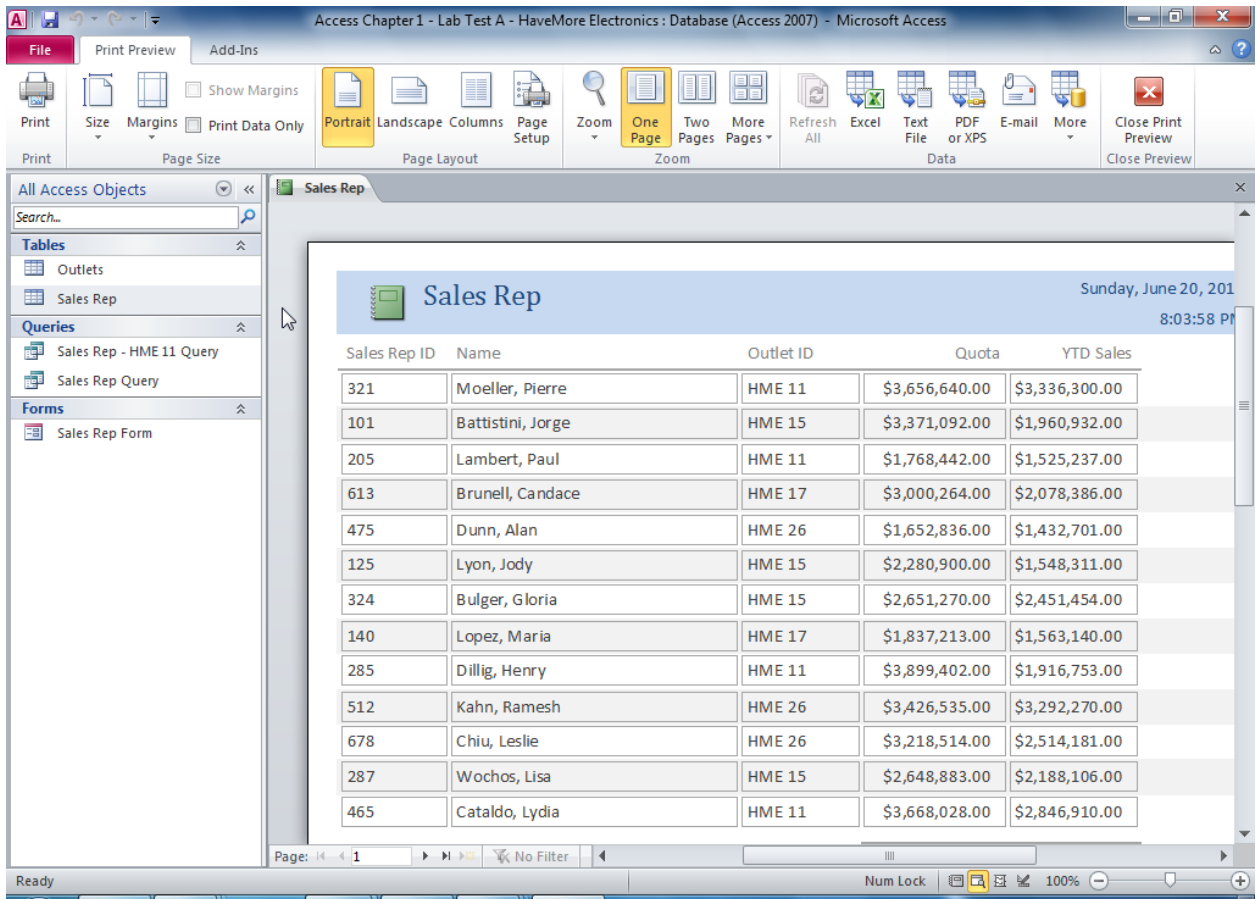 Access Chapter 1 - Lab Test A - HaveMore Electronics : Database (Access 2007) - Microsoft Access
File Print Preview Add-Ins
Print
Size
Margins
Show Margins
Print Data Only
Portrait Landscape Columns Page Setup
Zoom One Page Two Pages More Pages
Refresh All Excel Text File PDF or XPS E-mail More
Close Print Preview
Print Page Size Page Layout Zoom Data Close Preview
All Access Objects
Search...
Tables
Outlets
Sales Rep
Queries
Sales Rep - HME 11 Query
Sales Rep Query
Forms
Sales Rep Form
Sales Rep
Sales Rep
Sunday, June 20, 201
8:03:58
Sales Rep ID Name Outlet ID Quota YTD Sales
321 Moeller, Pierre HME 11 $3,656,640.00 $3,336,300.00
101 Battistini, Jorge HME 15 $3,371,092.00 $1,960,932.00
205 Lambert, Paul HME 11 $1,768,442.00 $1,525,237.00
613 Brunell, Candace HME 17 $3,000,264.00 $2,078,386.00
475 Dunn, Alan HME 26 $1,652,836.00 $1,432,701.00
125 Lyon, Jody HME 15 $2,280,900.00 $1,548,311.00
324 Bulger, Gloria HME 15 $2,651,270.00 $2,451,454.00
140 Lopez, Maria HME 17 $1,837,213.00 $1,563,140.00
285 Dillig, Henry HME 11 $3,899,402.00 $1,916,753.00
512 Kahn, Ramesh HME 26 $3,426,535.00 $3,292,270.00
678 Chiu, Leslie HME 26 $3,218,514.00 $2,514,181.00
287 Wochos, Lisa HME 15 $2,648,883.00 $2,188,106.00
465 Cataldo, Lydia HME 11 $3,668,028.00 $2,846,910.00
Page: 1 No Filter
Ready Num Lock 100%